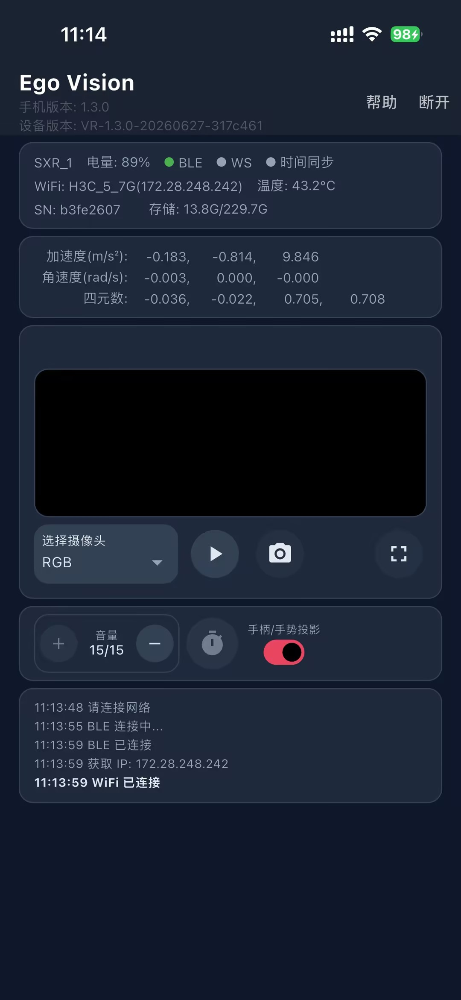 11:14
98
Ego Vision
手机版本: 1.3.0
设备版本: VR-1.3.0-20260627-317c461
帮助 断开
SXR_1 电量: 89% BLE WS 时间同步
WiFi: H3C_5_7G(172.28.248.242) 温度: 43.2°C
SN: b3fe2607 存储: 13.8G/229.7G
加速度(m/s²): -0.183, -0.814, 9.846
角速度(rad/s): -0.003, 0.000, -0.000
四元数: -0.036, -0.022, 0.705, 0.708
选择摄像头
RGB
音量
15/15
手柄/手势投影
11:13:48 请连接网络
11:13:55 BLE 连接中...
11:13:59 BLE 已连接
11:13:59 获取 IP: 172.28.248.242
11:13:59 WiFi 已连接